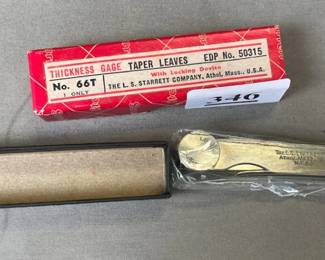 THICKNESS GAGE TAPER LEAVES EDP No. 50315
With Locking Device
No. 66T THE L. S. STARRETT COMPANY, Athol, Mass., U.S.A.
1 ONLY
340